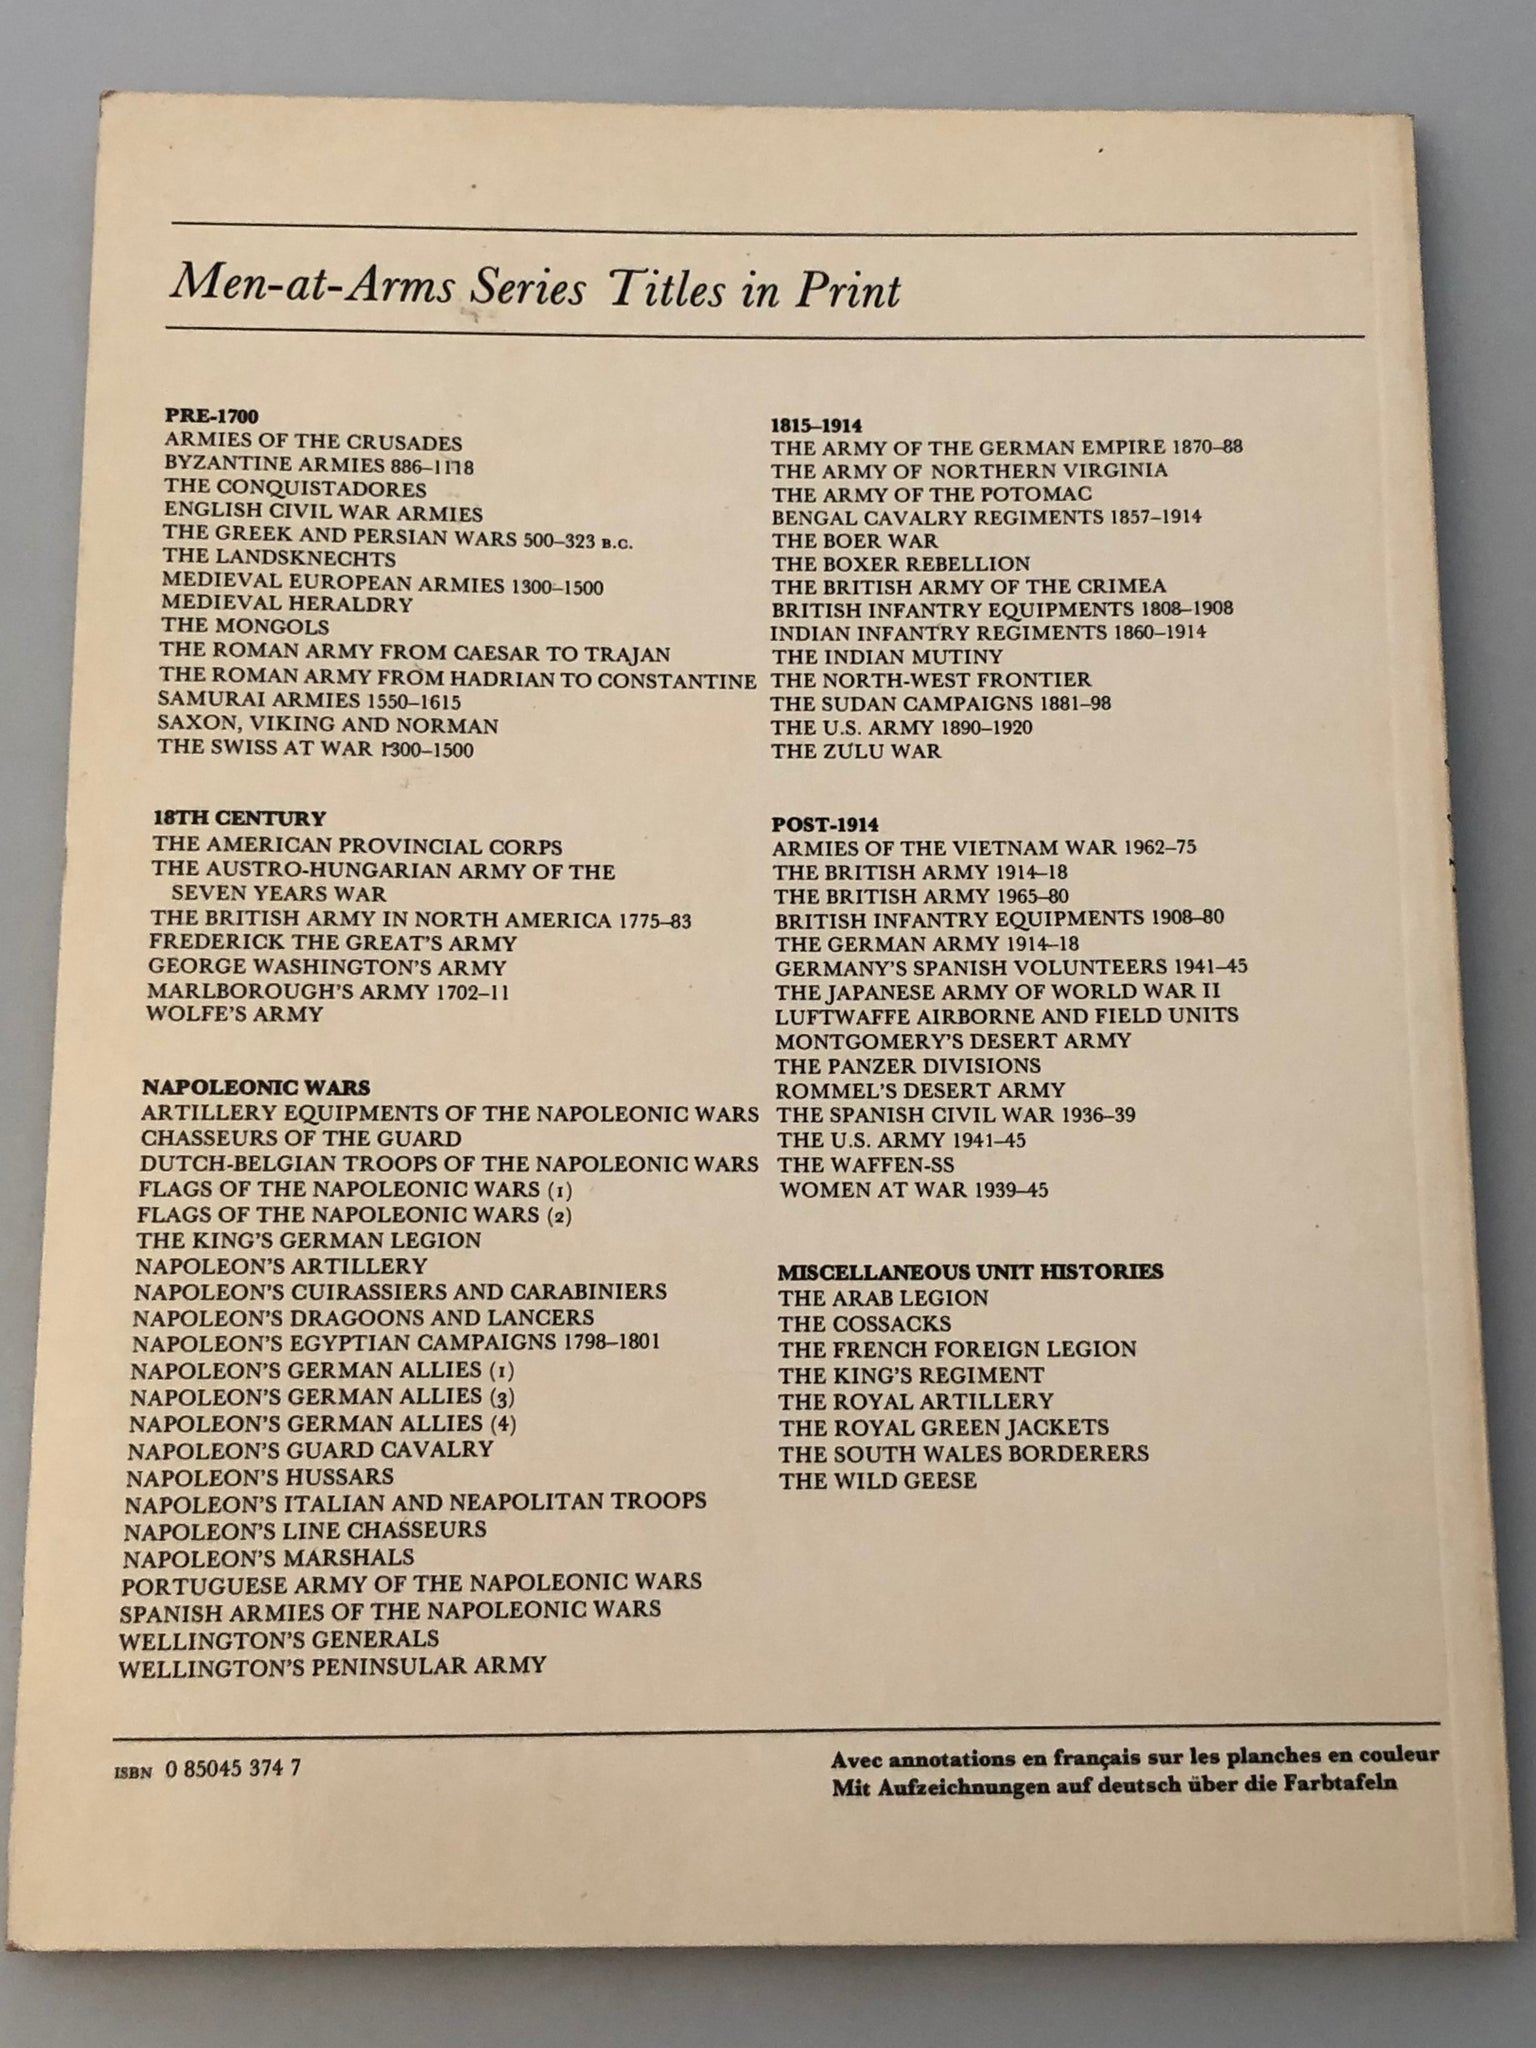 Men-at-Arms Series Titles in Print
PRE-1700
ARMIES OF THE CRUSADES
BYZANTINE ARMIES 886–1118
THE CONQUISTADORES
ENGLISH CIVIL WAR ARMIES
THE GREEK AND PERSIAN WARS 500–323 B.C.
THE LANDSKNECHTS
MEDIEVAL EUROPEAN ARMIES 1300–1500
MEDIEVAL HERALDRY
THE MONGOLS
THE ROMAN ARMY FROM CAESAR TO TRAJAN
THE ROMAN ARMY FROM HADRIAN TO CONSTANTINE
SAMURAI ARMIES 1550–1615
SAXON, VIKING AND NORMAN
THE SWISS AT WAR 1300–1500
18TH CENTURY
THE AMERICAN PROVINCIAL CORPS
THE AUSTRO-HUNGARIAN ARMY OF THE
SEVEN YEARS WAR
THE BRITISH ARMY IN NORTH AMERICA 1775–83
FREDERICK THE GREAT'S ARMY
GEORGE WASHINGTON'S ARMY
MARLBOROUGH'S ARMY 1702–11
WOLFE'S ARMY
NAPOLEONIC WARS
ARTILLERY EQUIPMENTS OF THE NAPOLEONIC WARS
CHASSEURS OF THE GUARD
DUTCH-BELGIAN TROOPS OF THE NAPOLEONIC WARS
FLAGS OF THE NAPOLEONIC WARS (1)
FLAGS OF THE NAPOLEONIC WARS (2)
THE KING'S GERMAN LEGION
NAPOLEON'S ARTILLERY
NAPOLEON'S CUIRASSIERS AND CARABINIERS
NAPOLEON'S DRAGOONS AND LANCERS
NAPOLEON'S EGYPTIAN CAMPAIGNS 1798–1801
NAPOLEON'S GERMAN ALLIES (1)
NAPOLEON'S GERMAN ALLIES (3)
NAPOLEON'S GERMAN ALLIES (4)
NAPOLEON'S GUARD CAVALRY
NAPOLEON'S HUSSARS
NAPOLEON'S ITALIAN AND NEAPOLITAN TROOPS
NAPOLEON'S LINE CHASSEURS
NAPOLEON'S MARSHALS
PORTUGUESE ARMY OF THE NAPOLEONIC WARS
SPANISH ARMIES OF THE NAPOLEONIC WARS
WELLINGTON'S GENERALS
WELLINGTON'S PENINSULAR ARMY
1815–1914
THE ARMY OF THE GERMAN EMPIRE 1870–88
THE ARMY OF NORTHERN VIRGINIA
THE ARMY OF THE POTOMAC
BENGAL CAVALRY REGIMENTS 1857–1914
THE BOER WAR
THE BOXER REBELLION
THE BRITISH ARMY OF THE CRIMEA
BRITISH INFANTRY EQUIPMENTS 1808–1908
INDIAN INFANTRY REGIMENTS 1860–1914
THE INDIAN MUTINY
THE NORTH-WEST FRONTIER
THE SUDAN CAMPAIGNS 1881–98
THE U.S. ARMY 1890–1920
THE ZULU WAR
POST-1914
ARMIES OF THE VIETNAM WAR 1962–75
THE BRITISH ARMY 1914–18
THE BRITISH ARMY 1965–80
BRITISH INFANTRY EQUIPMENTS 1908–80
THE GERMAN ARMY 1914–18
GERMANY'S SPANISH VOLUNTEERS 1941–45
THE JAPANESE ARMY OF WORLD WAR II
LUFTWAFFE AIRBORNE AND FIELD UNITS
MONTGOMERY'S DESERT ARMY
THE PANZER DIVISIONS
ROMMEL'S DESERT ARMY
THE SPANISH CIVIL WAR 1936–39
THE U.S. ARMY 1941–45
THE WAFFEN-SS
WOMEN AT WAR 1939–45
MISCELLANEOUS UNIT HISTORIES
THE ARAB LEGION
THE COSSACKS
THE FRENCH FOREIGN LEGION
THE KING'S REGIMENT
THE ROYAL ARTILLERY
THE ROYAL GREEN JACKETS
THE SOUTH WALES BORDERERS
THE WILD GEESE
ISBN 0 85045 374 7
Avec annotations en français sur les planches en couleur
Mit Aufzeichnungen auf deutsch über die Farbtafeln